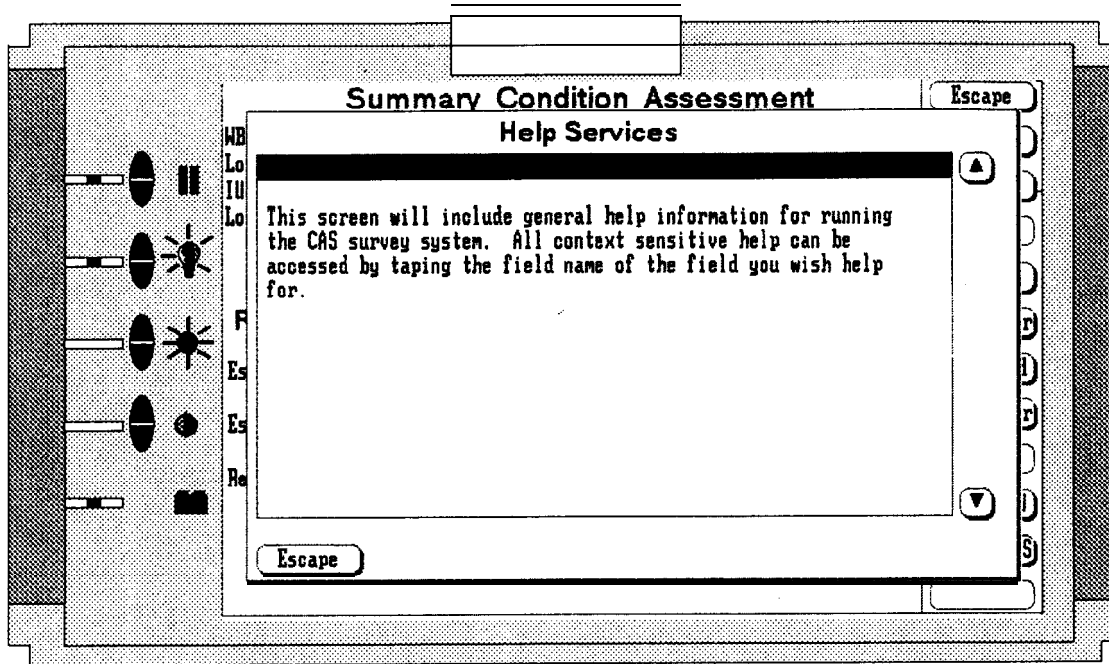 Summary Condition Assessment
Escape
Help Services
WB
Lo
IU
Lo
This screen will include general help information for running
the CAS survey system. All context sensitive help can be
accessed by taping the field name of the field you wish help
for.
F
r)
Es
)
Es
r)
Re
)
S)
Escape